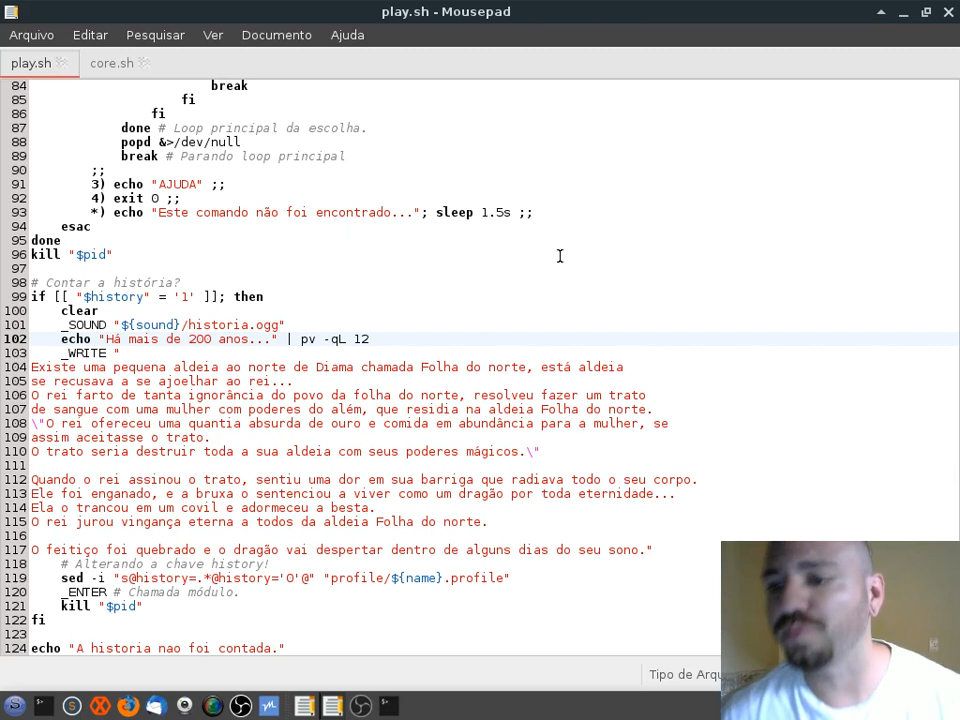 play.sh - Mousepad
Arquivo Editar Pesquisar Ver Documento Ajuda
play.sh core.sh
84 break
85 fi
86 fi
87 done # Loop principal da escolha.
88 popd &>/dev/null
89 break # Parando loop principal
90 ;;
91 3) echo "AJUDA" ;;
92 4) exit 0 ;;
93 *) echo "Este comando não foi encontrado..."; sleep 1.5s ;;
94 esac
95 done
96 kill "$pid"
97
98 # Contar a história?
99 if [[ "$history" = '1' ]]; then
100 clear
101 _SOUND "${sound}/historia.ogg"
102 echo "Há mais de 200 anos..." | pv -qL 12
103 _WRITE "
104 Existe uma pequena aldeia ao norte de Diama chamada Folha do norte, está aldeia
105 se recusava a se ajoelhar ao rei...
106 O rei farto de tanta ignorância do povo da folha do norte, resolveu fazer um trato
107 de sangue com uma mulher com poderes do além, que residia na aldeia Folha do norte.
108 \"O rei ofereceu uma quantia absurda de ouro e comida em abundância para a mulher, se
109 assim aceitasse o trato.
110 O trato seria destruir toda a sua aldeia com seus poderes mágicos.\"
111
112 Quando o rei assinou o trato, sentiu uma dor em sua barriga que radiava todo o seu corpo.
113 Ele foi enganado, e a bruxa o sentenciou a viver como um dragão por toda eternidade...
114 Ela o trancou em um covil e adormeceu a besta.
115 O rei jurou vingança eterna a todos da aldeia Folha do norte.
116
117 O feitiço foi quebrado e o dragão vai despertar dentro de alguns dias do seu sono."
118 # Alterando a chave history!
119 sed -i "s@history=.*@history='0'@" "profile/${name}.profile"
120 _ENTER # Chamada módulo.
121 kill "$pid"
122 fi
123
124 echo "A historia nao foi contada."
Tipo de Arqu